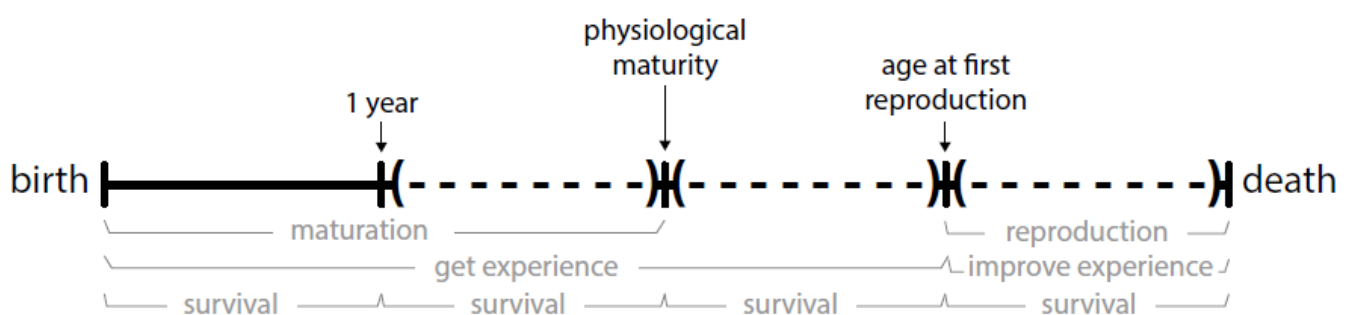 physiological
maturity
age at first
reproduction
1 year
birth
death
maturation
reproduction
get experience
improve experience
survival
survival
survival
survival